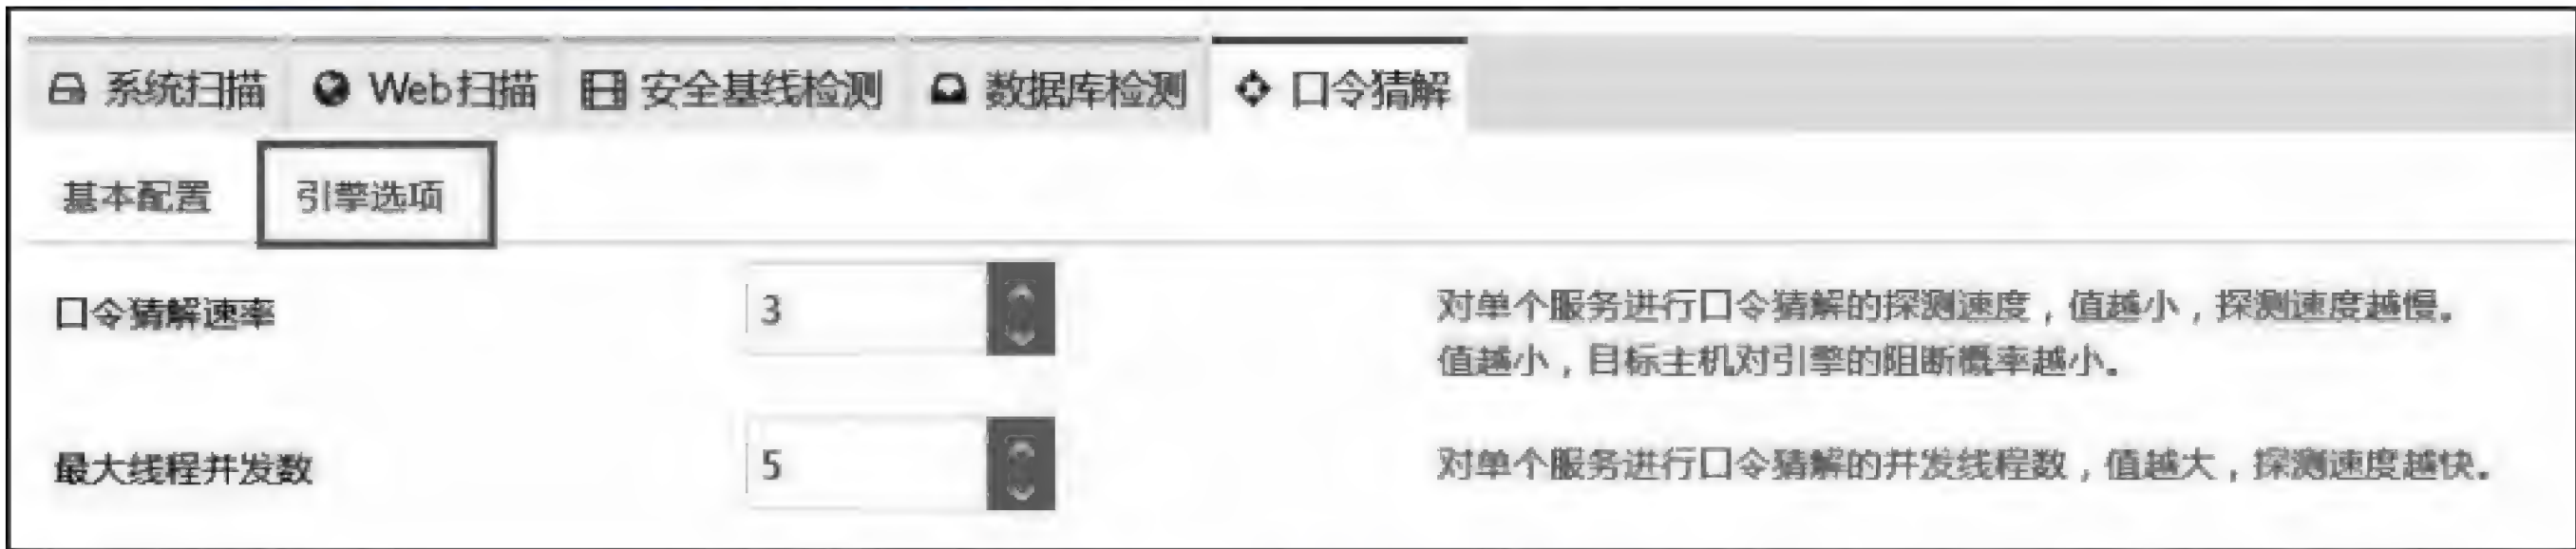 系统扫描 Web扫描 安全基线检测 数据库检测 口令猜解
基本配置 引擎选项
口令猜解速率 3 对单个服务进行口令猜解的探测速度，值越小，探测速度越慢。
值越小，目标主机对引擎的阻断概率越小。
最大线程并发数 5 对单个服务进行口令猜解的并发线程数，值越大，探测速度越快。